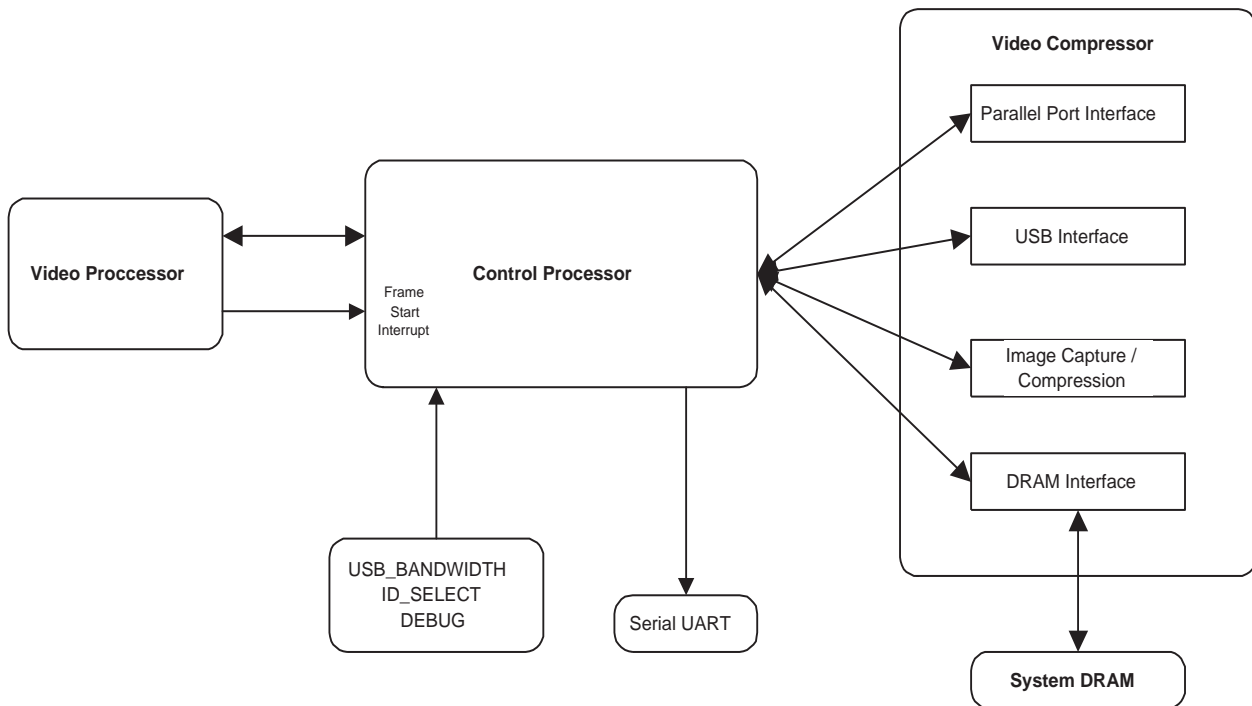 Video Compressor
Parallel Port Interface
USB Interface
Image Capture /
Compression
DRAM Interface
Video Proccessor
Control Processor
Frame
Start
Interrupt
USB_BANDWIDTH
ID_SELECT
DEBUG
Serial UART
System DRAM